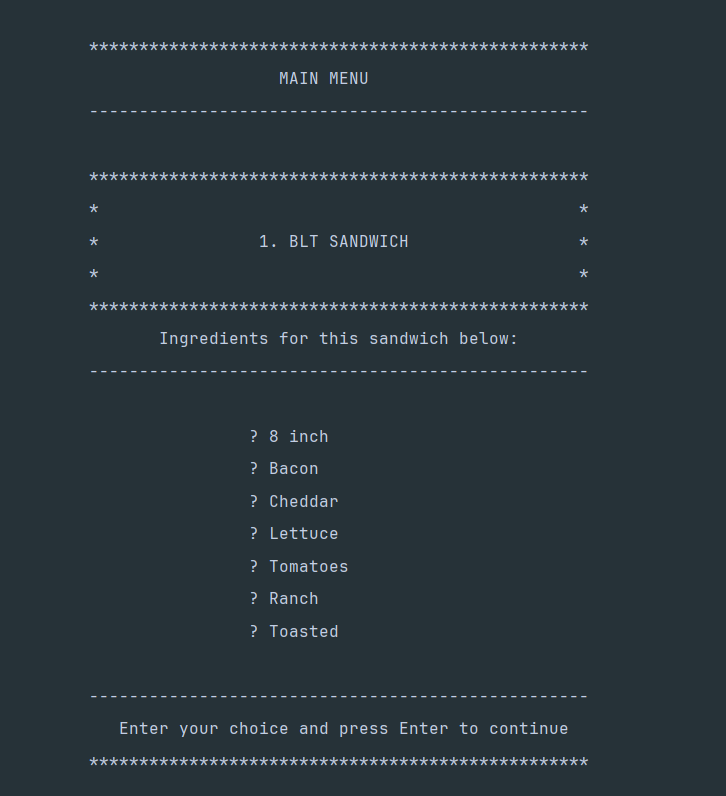 **************************************************
MAIN MENU
--------------------------------------------------
**************************************************
* *
* 1. BLT SANDWICH *
* *
**************************************************
Ingredients for this sandwich below:
--------------------------------------------------
? 8 inch
? Bacon
? Cheddar
? Lettuce
? Tomatoes
? Ranch
? Toasted
--------------------------------------------------
Enter your choice and press Enter to continue
**************************************************